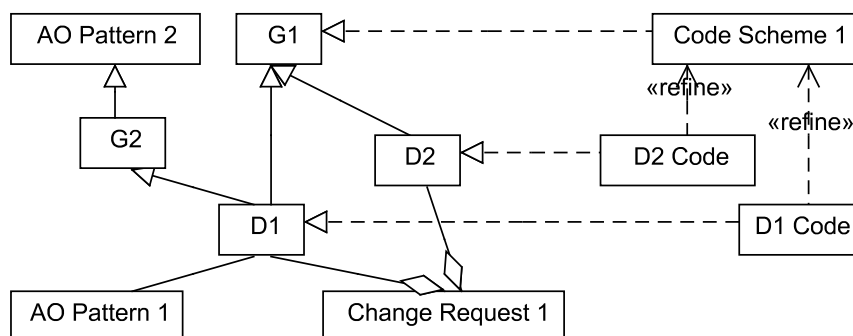 AO Pattern 2
G1
Code Scheme 1
«refine»
«refine»
G2
D2
D2 Code
D1
D1 Code
AO Pattern 1
Change Request 1